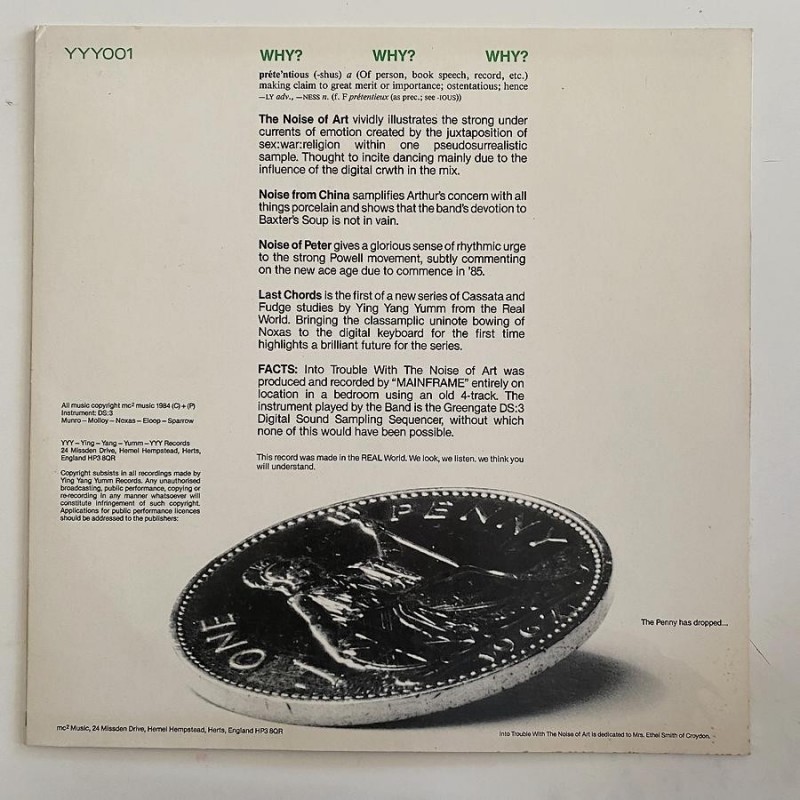 YYY001
WHY? WHY? WHY?
préte'ntious (-shus) a (Of person, book speech, record, etc.)
making claim to great merit or importance; ostentatious; hence
—LY adv., —NESS n. (f. F prétentieux (as prec.; see -IOUS))
The Noise of Art vividly illustrates the strong under
currents of emotion created by the juxtaposition of
sex:war:religion within one pseudosurrealistic
sample. Thought to incite dancing mainly due to the
influence of the digital crwth in the mix.
Noise from China samplifies Arthur's concern with all
things porcelain and shows that the band's devotion to
Baxter's Soup is not in vain.
Noise of Peter gives a glorious sense of rhythmic urge
to the strong Powell movement, subtly commenting
on the new ace age due to commence in '85.
Last Chords is the first of a new series of Cassata and
Fudge studies by Ying Yang Yumm from the Real
World. Bringing the classamplic uninote bowing of
Noxas to the digital keyboard for the first time
highlights a brilliant future for the series.
FACTS: Into Trouble With The Noise of Art was
produced and recorded by "MAINFRAME" entirely on
location in a bedroom using an old 4-track. The
instrument played by the Band is the Greengate DS:3
Digital Sound Sampling Sequencer, without which
none of this would have been possible.
This record was made in the REAL World. We look, we listen, we think you
will understand.
All music copyright mc² music 1984 (C)+(P)
Instrument: DS:3
Munro – Molloy – Noxas – Eloop – Sparrow
YYY – Ying – Yang – Yumm – YYY Records
24 Missden Drive, Hemel Hempstead, Herts,
England HP3 8QR
Copyright subsists in all recordings made by
Ying Yang Yumm Records. Any unauthorised
broadcasting, public performance, copying or
re-recording in any manner whatsoever will
constitute infringement of such copyright.
Applications for public performance licences
should be addressed to the publishers:
ONE PENNY
The Penny has dropped...
mc² Music, 24 Missden Drive, Hemel Hempstead, Herts, England HP3 8QR
Into Trouble With The Noise of Art is dedicated to Mrs. Ethel Smith of Croydon.